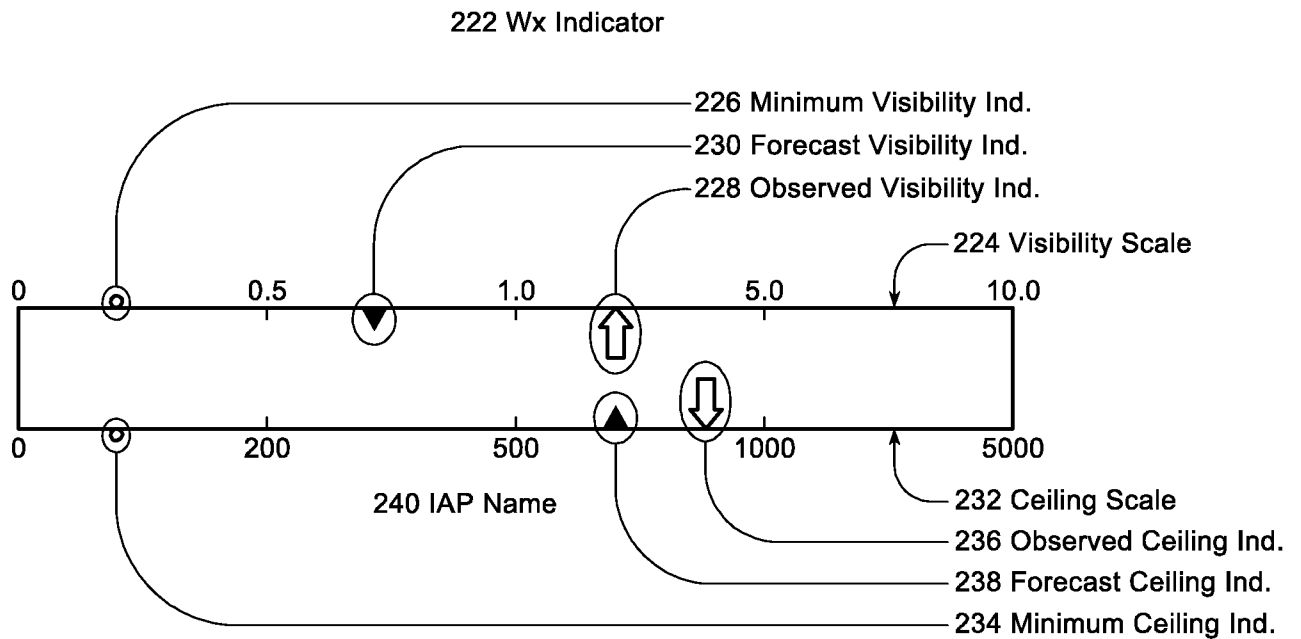 222 Wx Indicator
226 Minimum Visibility Ind.
230 Forecast Visibility Ind.
228 Observed Visibility Ind.
224 Visibility Scale
0 0.5 1.0 5.0 10.0
0 200 500 1000 5000
240 IAP Name
232 Ceiling Scale
236 Observed Ceiling Ind.
238 Forecast Ceiling Ind.
234 Minimum Ceiling Ind.